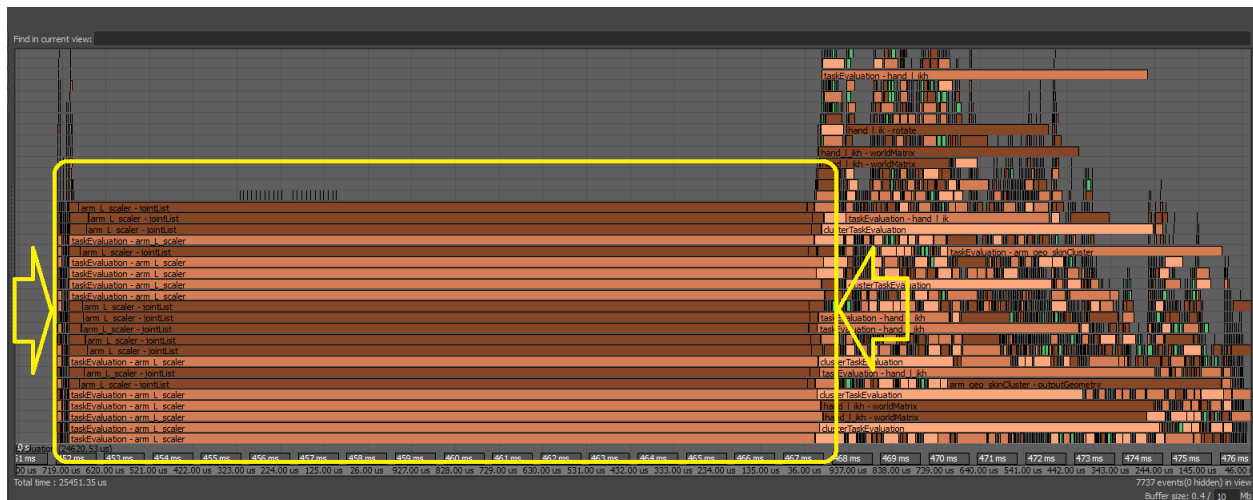 Find in current view:
taskEvaluation - hand_l_ikh
hand_l_ik - rotate
hand_l_ikh - worldMatrix
hand_l_ikh - worldMatrix
arm_L_scaler - jointList
arm_L_scaler - jointList taskEvaluation - hand_l_ik
arm_L_scaler - jointList clusterTaskEvaluation
taskEvaluation - arm_L_scaler
arm_L_scaler - jointList taskEvaluation - arm_geo_skinCluster
taskEvaluation - arm_L_scaler
taskEvaluation - arm_L_scaler
taskEvaluation - arm_L_scaler clusterTaskEvaluation
taskEvaluation - arm_L_scaler
arm_L_scaler - jointList
arm_L_scaler - jointList taskEvaluation - hand_l_ikh
arm_L_scaler - jointList taskEvaluation - hand_l_ikh
arm_L_scaler - jointList
arm_L_scaler - jointList
taskEvaluation - arm_L_scaler clusterTaskEvaluation
arm_L_scaler - jointList taskEvaluation - hand_l_ikh
arm_L_scaler - jointList arm_geo_skinCluster - outputGeometry
taskEvaluation - arm_L_scaler clusterTaskEvaluation
taskEvaluation - arm_L_scaler hand_l_ikh - worldMatrix
taskEvaluation - arm_L_scaler hand_l_ikh - worldMatrix
taskEvaluation - arm_L_scaler clusterTaskEvaluation
taskEvaluation - arm_L_scaler
(24620.53 us)
452 ms 453 ms 454 ms 455 ms 456 ms 457 ms 458 ms 459 ms 460 ms 461 ms 462 ms 463 ms 464 ms 465 ms 466 ms 467 ms 468 ms 469 ms 470 ms 471 ms 472 ms 473 ms 474 ms 475 ms 476 ms
00 us 719.00 us 620.00 us 521.00 us 422.00 us 323.00 us 224.00 us 125.00 us 26.00 us 927.00 us 828.00 us 729.00 us 630.00 us 531.00 us 432.00 us 333.00 us 234.00 us 135.00 us 36.00 us 937.00 us 838.00 us 739.00 us 640.00 us 541.00 us 442.00 us 343.00 us 244.00 us 145.00 us 46.00
Total time : 25451.35 us 7737 events(0 hidden) in view
Buffer size: 0.4 / 10 Mb